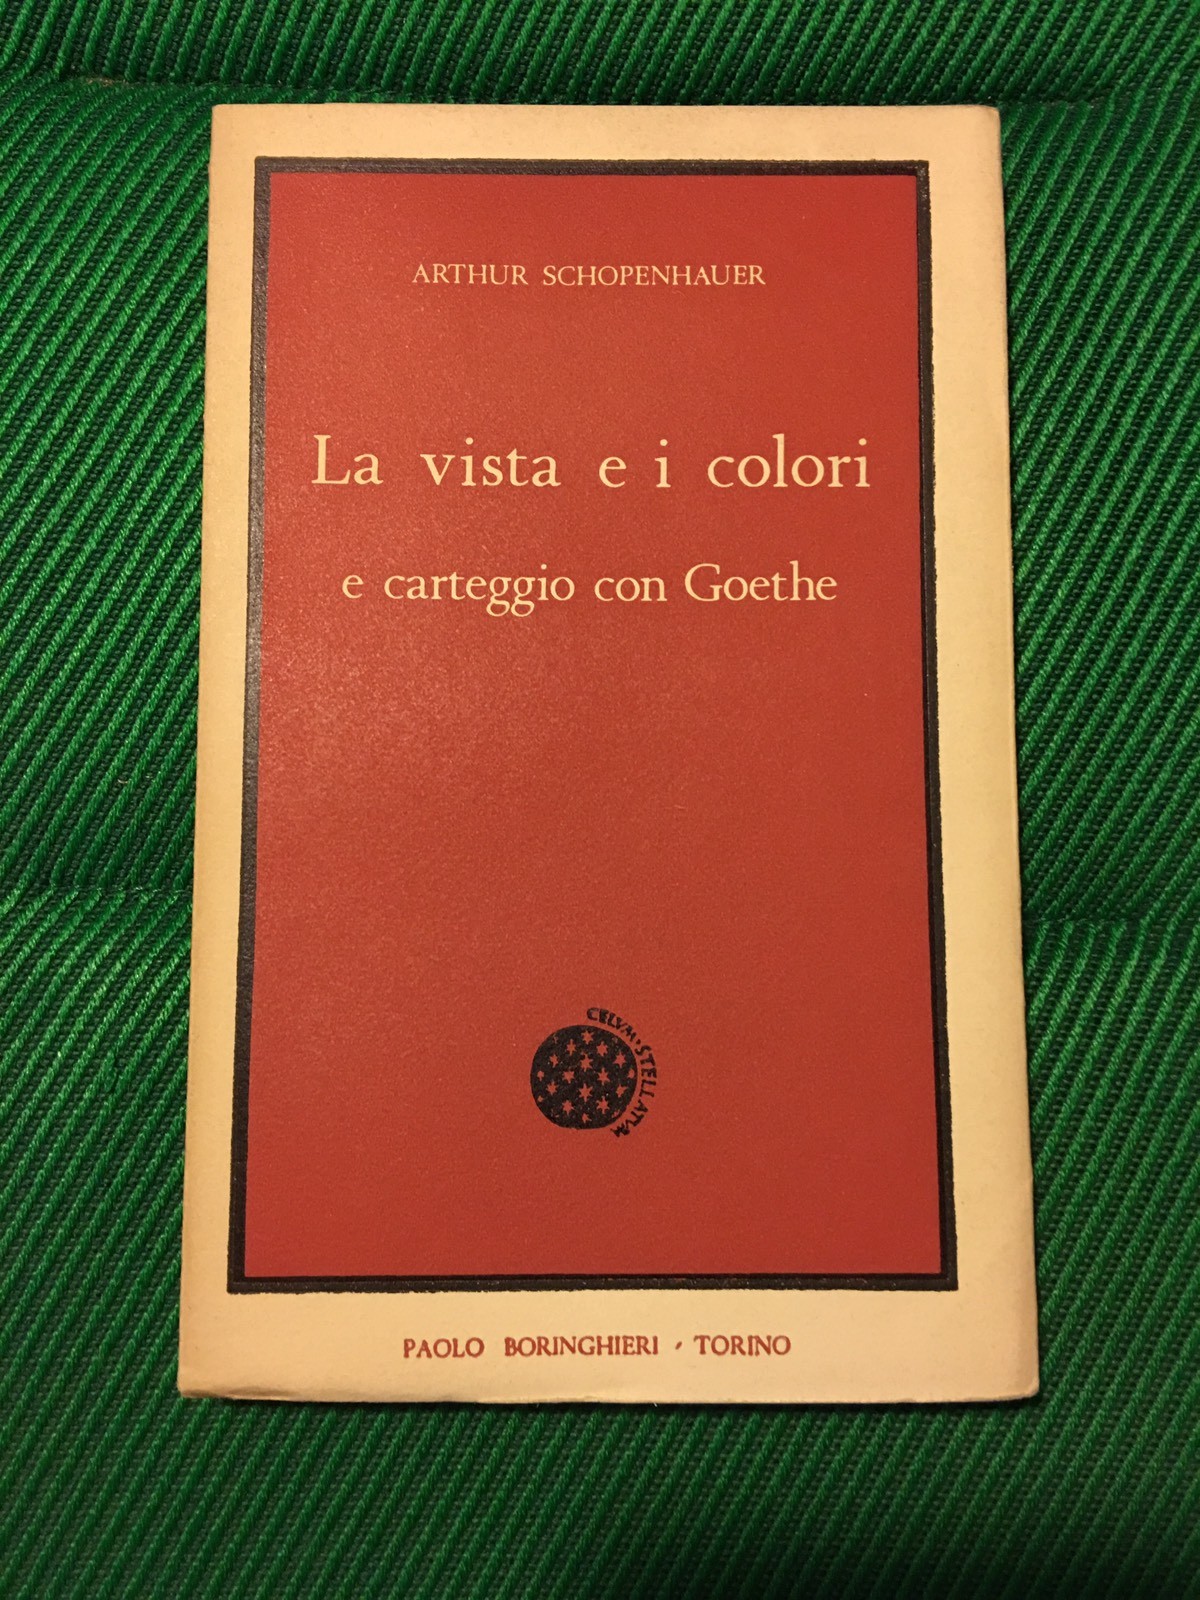 ARTHUR SCHOPENHAUER
La vista e i colori
e carteggio con Goethe
CELVM·STELLATVM
PAOLO BORINGHIERI - TORINO